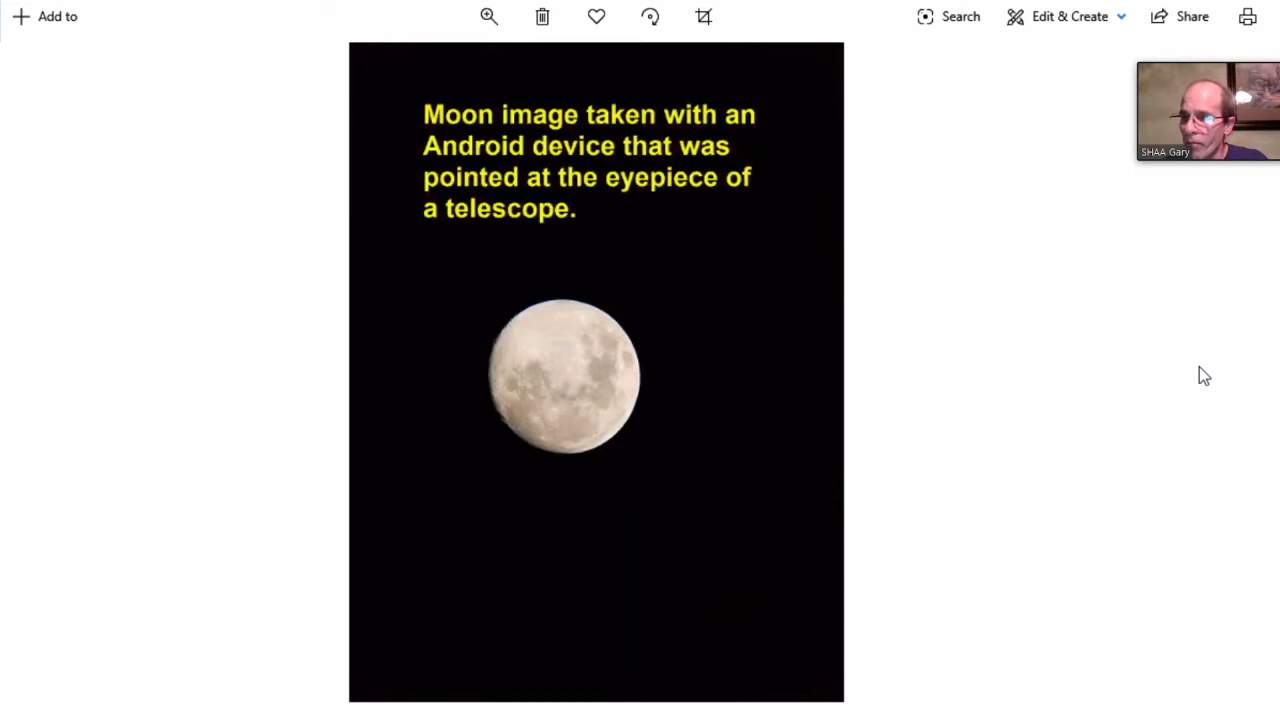 Add to
Search
Edit & Create
Share
Moon image taken with an
Android device that was
pointed at the eyepiece of
a telescope.
SHAA Gary